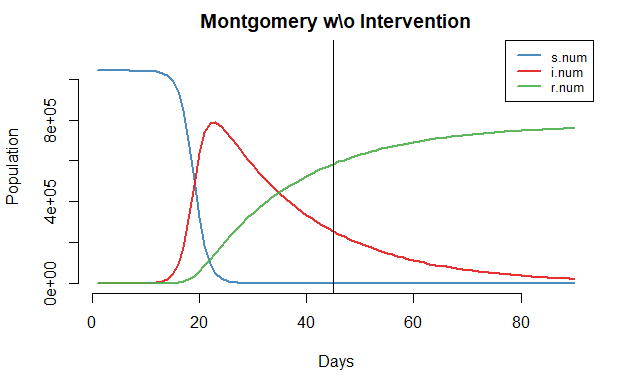 Montgomery w\o Intervention
s.num
i.num
r.num
Population
8e+05
4e+05
0e+00
0 20 40 60 80
Days